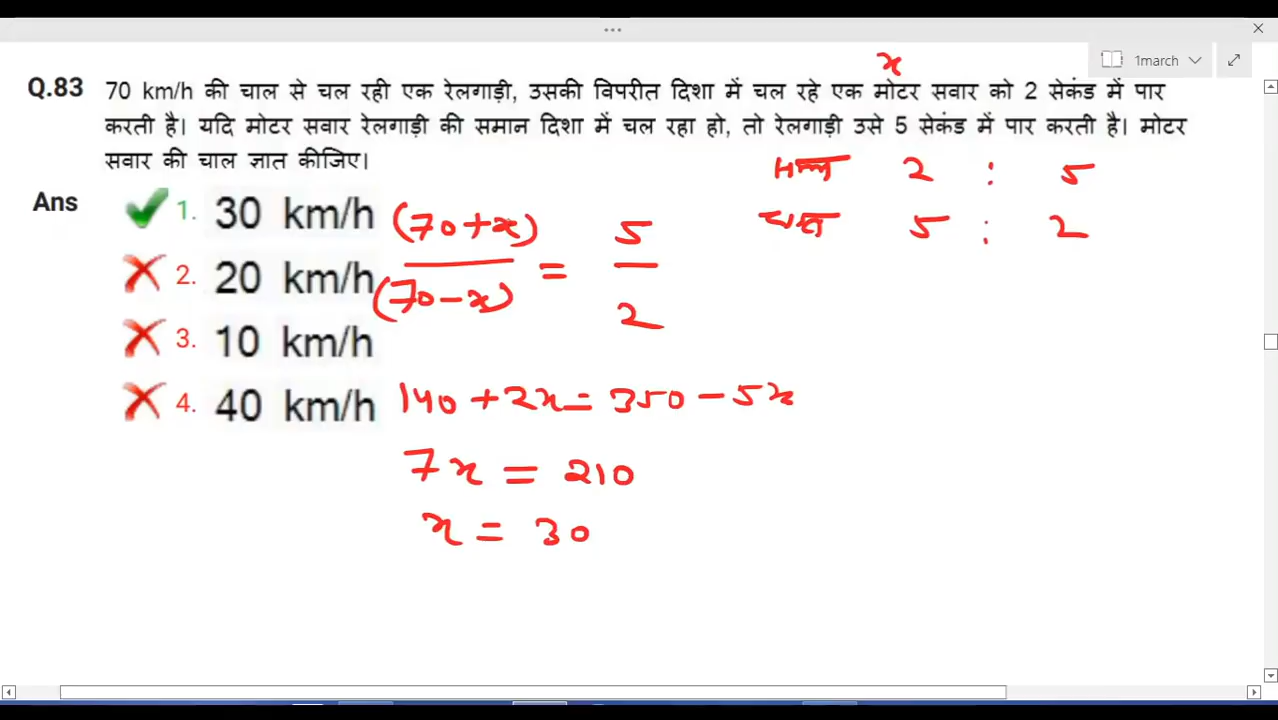 1march
x
Q.83 70 km/h की चाल से चल रही एक रेलगाड़ी, उसकी विपरीत दिशा में चल रहे एक मोटर सवार को 2 सेकंड में पार
करती है। यदि मोटर सवार रेलगाड़ी की समान दिशा में चल रहा हो, तो रेलगाड़ी उसे 5 सेकंड में पार करती है। मोटर
सवार की चाल ज्ञात कीजिए।
2 : 5
5 : 2
Ans
1. 30 km/h
2. 20 km/h
3. 10 km/h
4. 40 km/h
(70+x)
(70-x)
=
5
2
140 + 2x = 350 - 5x
7x = 210
x = 30